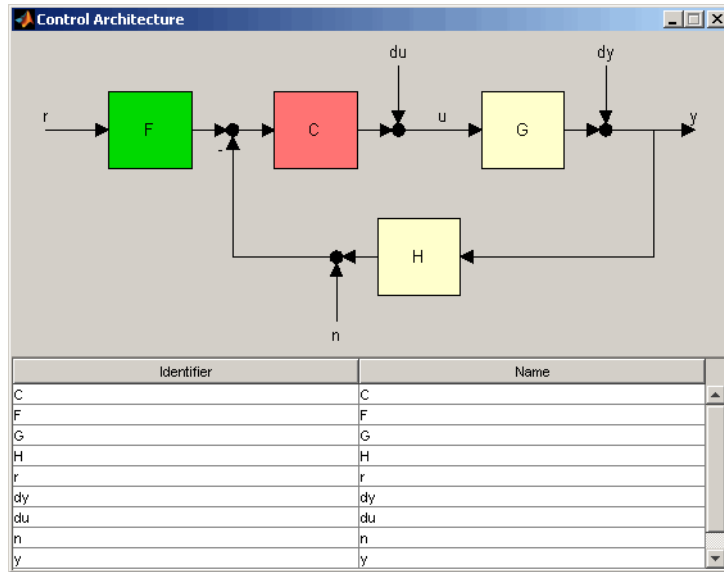 Control Architecture
du
dy
r
F
C
u
G
y
-
H
n
Identifier Name
C C
F F
G G
H H
r r
dy dy
du du
n n
y y